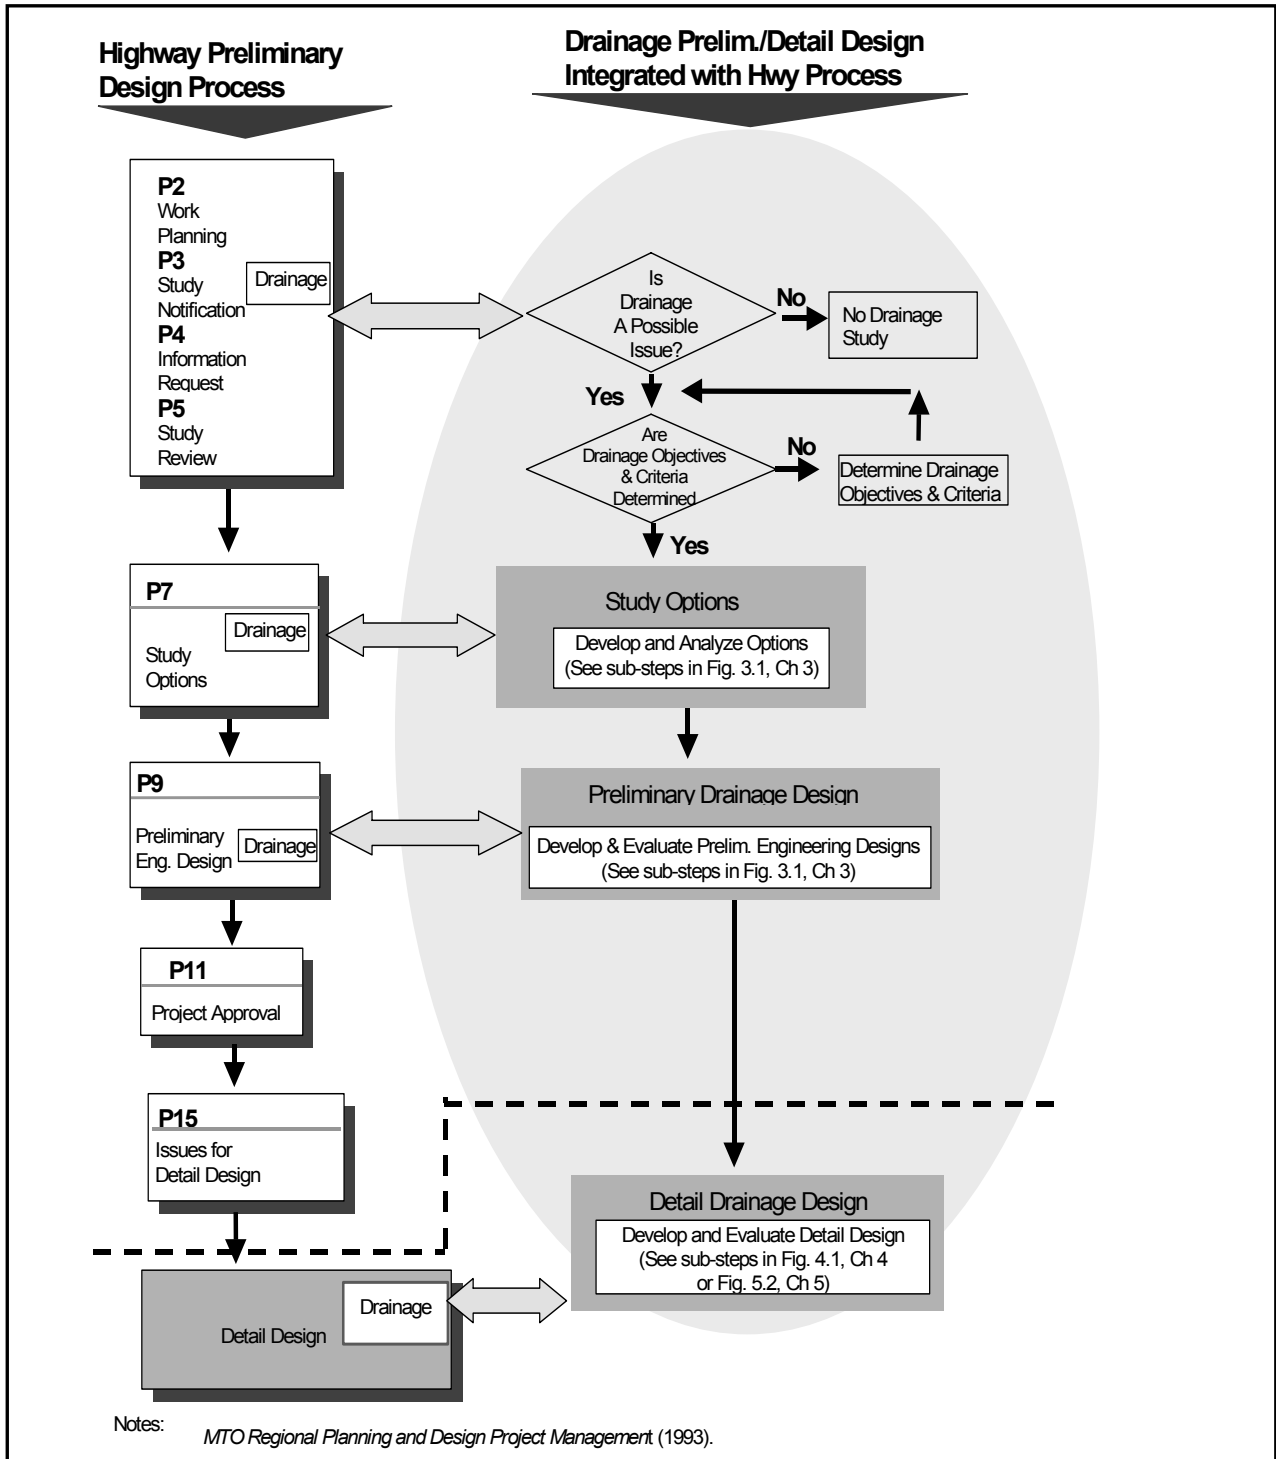 Highway Preliminary
Design Process
Drainage Prelim./Detail Design
Integrated with Hwy Process
P2
Work
Planning
P3
Study
Notification
P4
Information
Request
P5
Study
Review
Drainage
Is
Drainage
A Possible
Issue?
No
No Drainage
Study
Yes
Are
Drainage Objectives
& Criteria
Determined
No
Determine Drainage
Objectives & Criteria
Yes
P7
Drainage
Study
Options
Study Options
Develop and Analyze Options
(See sub-steps in Fig. 3.1, Ch 3)
P9
Preliminary
Eng. Design
Drainage
Preliminary Drainage Design
Develop & Evaluate Prelim. Engineering Designs
(See sub-steps in Fig. 3.1, Ch 3)
P11
Project Approval
P15
Issues for
Detail Design
Detail Drainage Design
Develop and Evaluate Detail Design
(See sub-steps in Fig. 4.1, Ch 4
or Fig. 5.2, Ch 5)
Drainage
Detail Design
Notes:
MTO Regional Planning and Design Project Management (1993).